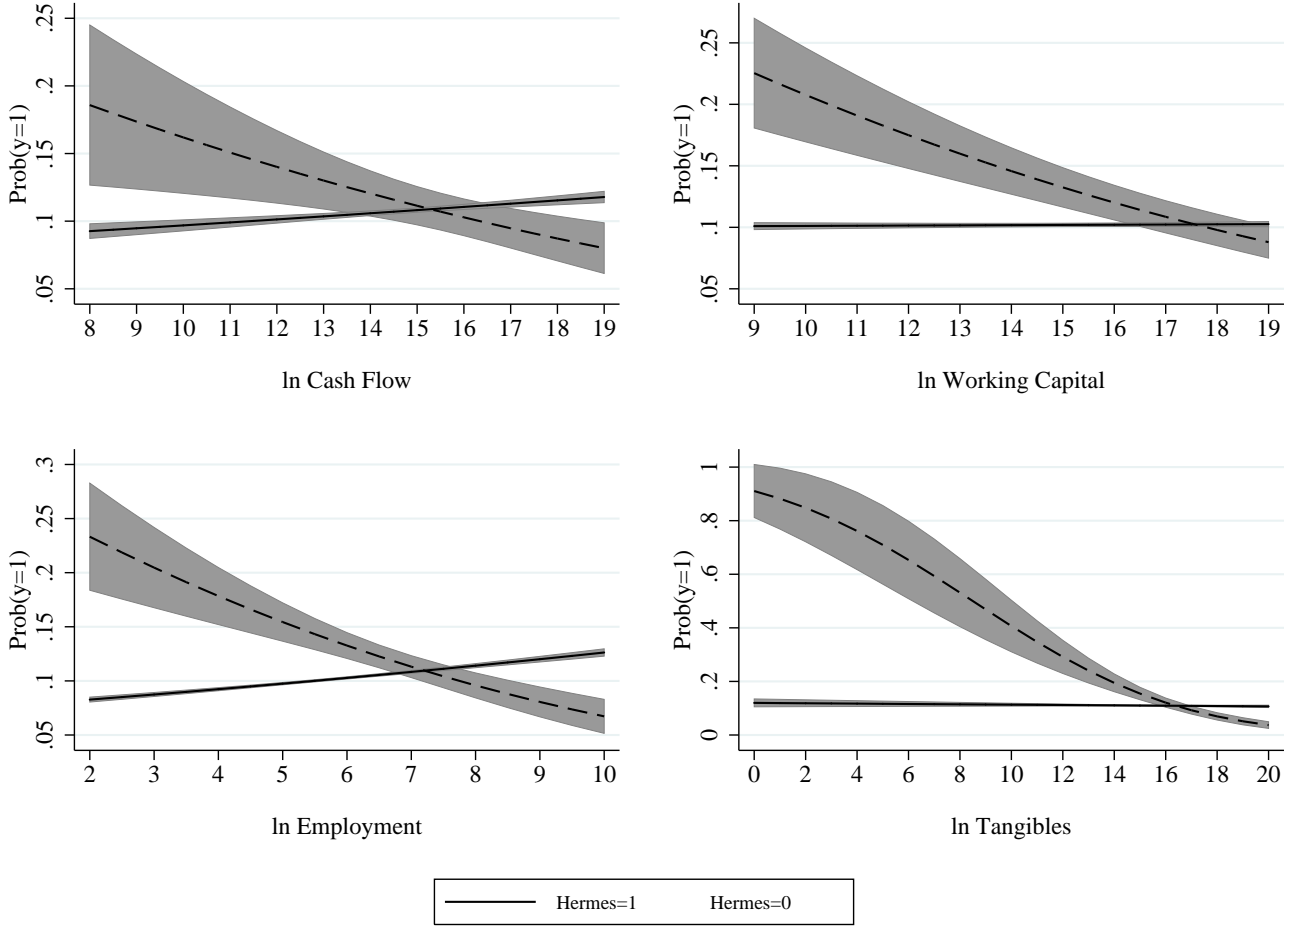 .25
.2
.15
.1
.05
Prob(y=1)
8 9 10 11 12 13 14 15 16 17 18 19
ln Cash Flow
.25
.2
.15
.1
.05
Prob(y=1)
9 10 11 12 13 14 15 16 17 18 19
ln Working Capital
.3
.25
.2
.15
.1
.05
Prob(y=1)
2 3 4 5 6 7 8 9 10
ln Employment
1
.8
.6
.4
.2
0
Prob(y=1)
0 2 4 6 8 10 12 14 16 18 20
ln Tangibles
Hermes=1 Hermes=0